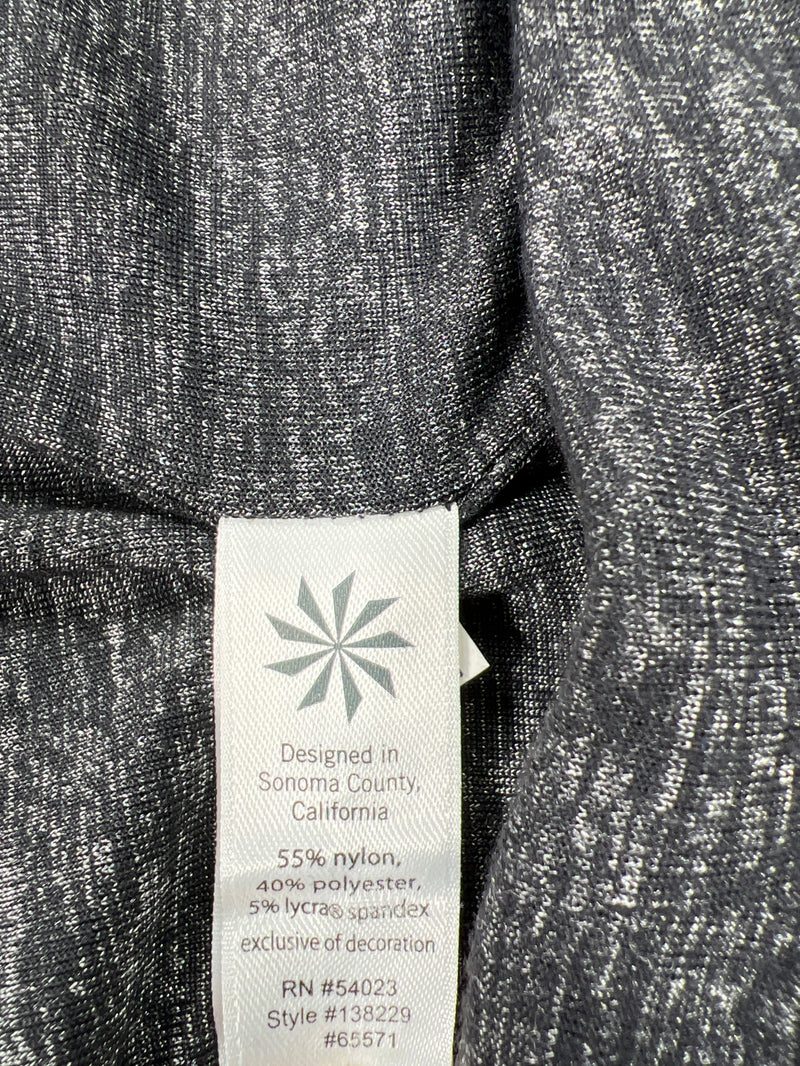 Designed in
Sonoma County,
California
55% nylon,
40% polyester,
5% lycra® spandex
exclusive of decoration
RN #54023
Style #138229
#65571